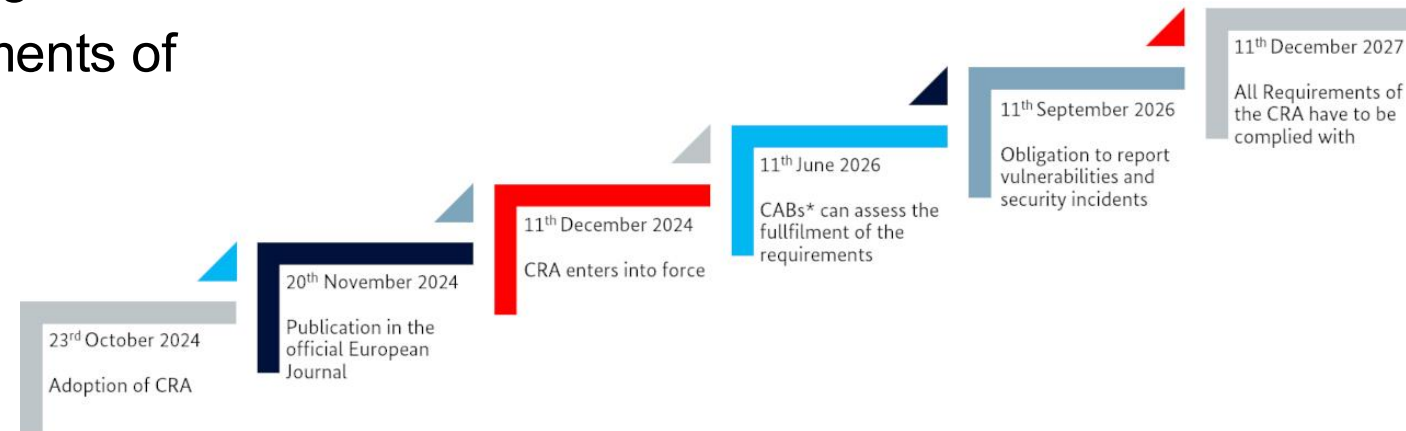 ments of
23rd October 2024
Adoption of CRA
20th November 2024
Publication in the
official European
Journal
11th December 2024
CRA enters into force
11th June 2026
CABs* can assess the
fullfilment of the
requirements
11th September 2026
Obligation to report
vulnerabilities and
security incidents
11th December 2027
All Requirements of
the CRA have to be
complied with